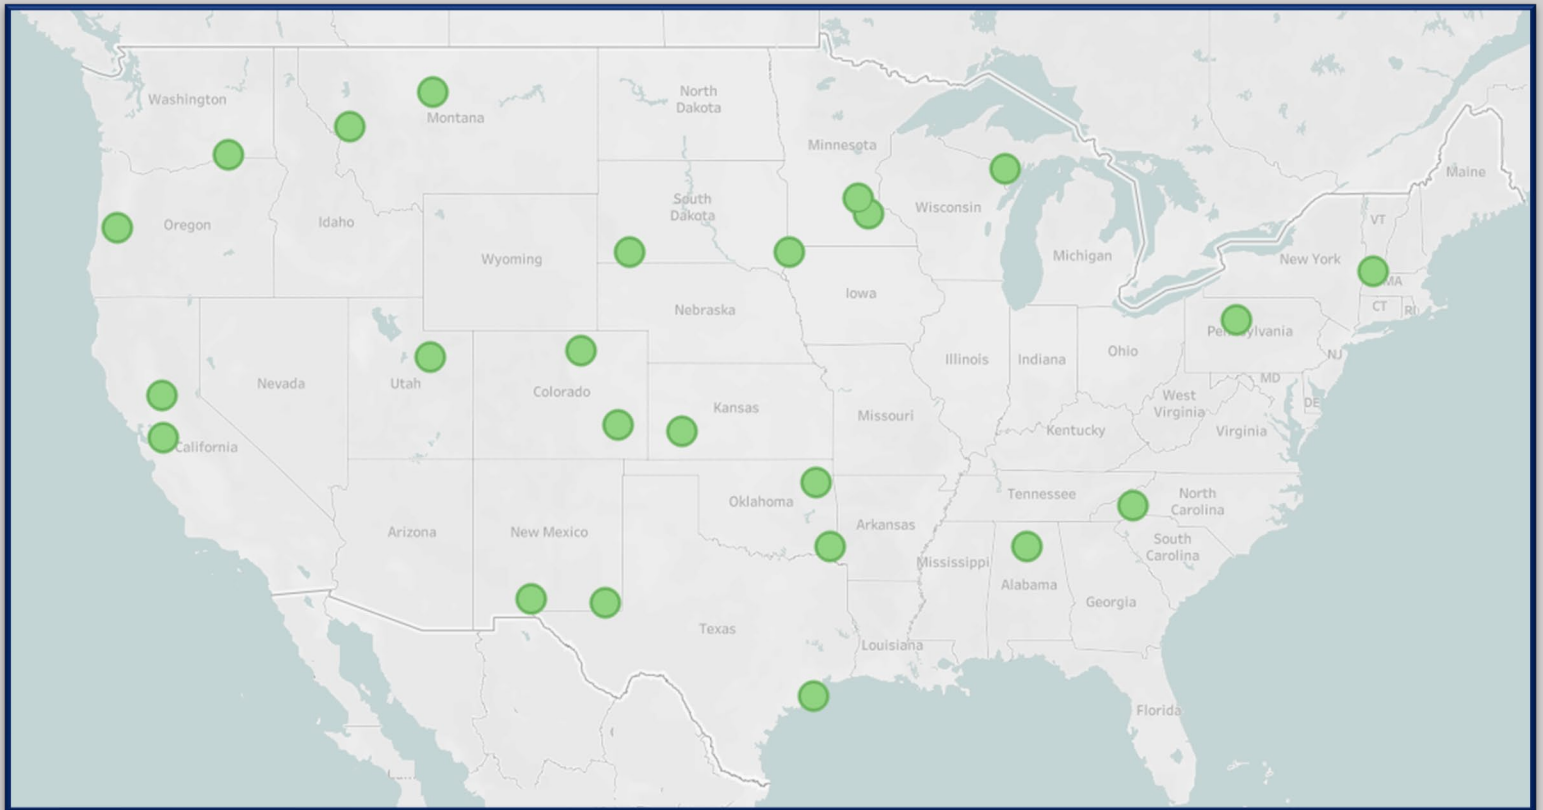 Washington
Montana
North
Dakota
Minnesota
Maine
Oregon
Idaho
South
Dakota
Wisconsin
VT
Wyoming
Michigan
New York
MA
Iowa
Nebraska
CT
RI
Illinois
Indiana
Ohio
NJ
Nevada
Utah
Colorado
Kansas
Missouri
West
Virginia
MD
DE
Kentucky
Virginia
California
Oklahoma
Tennessee
North
Carolina
Arizona
New Mexico
Arkansas
South
Carolina
Mississippi
Alabama
Georgia
Texas
Louisiana
Florida